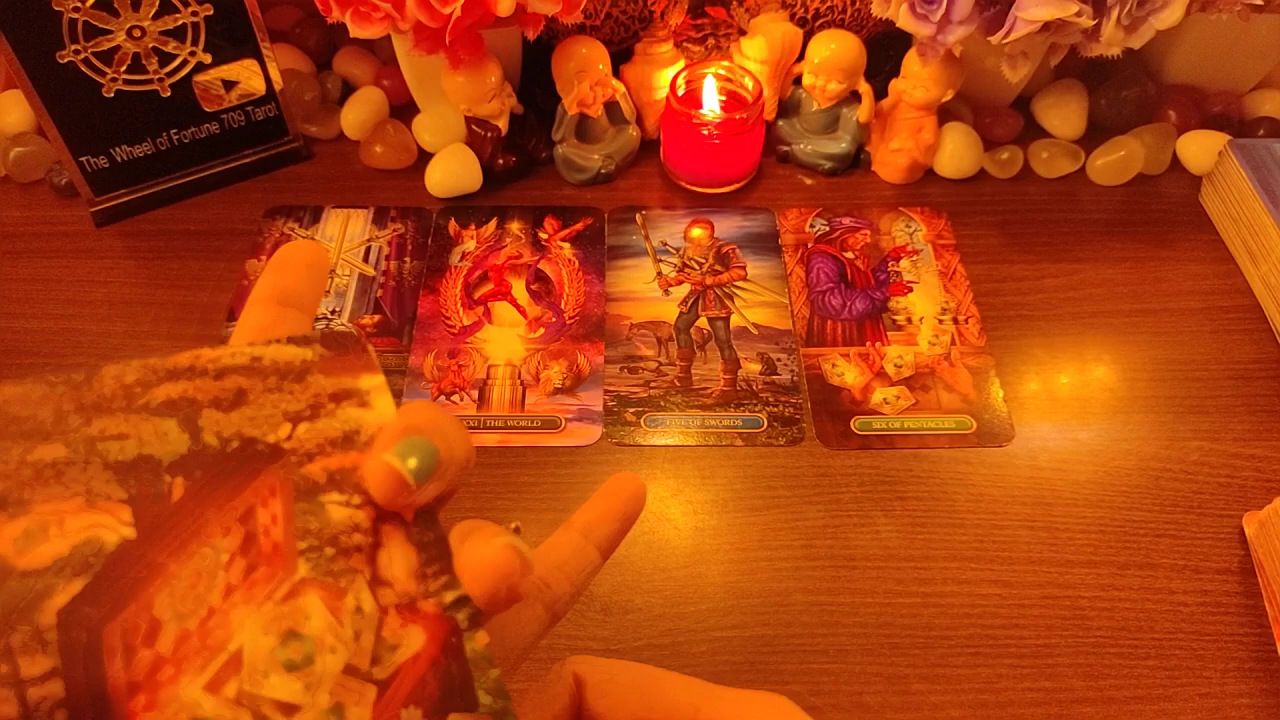 The Wheel of Fortune 709 Tarot
XXI | THE WORLD
FIVE OF SWORDS
SIX OF PENTACLES